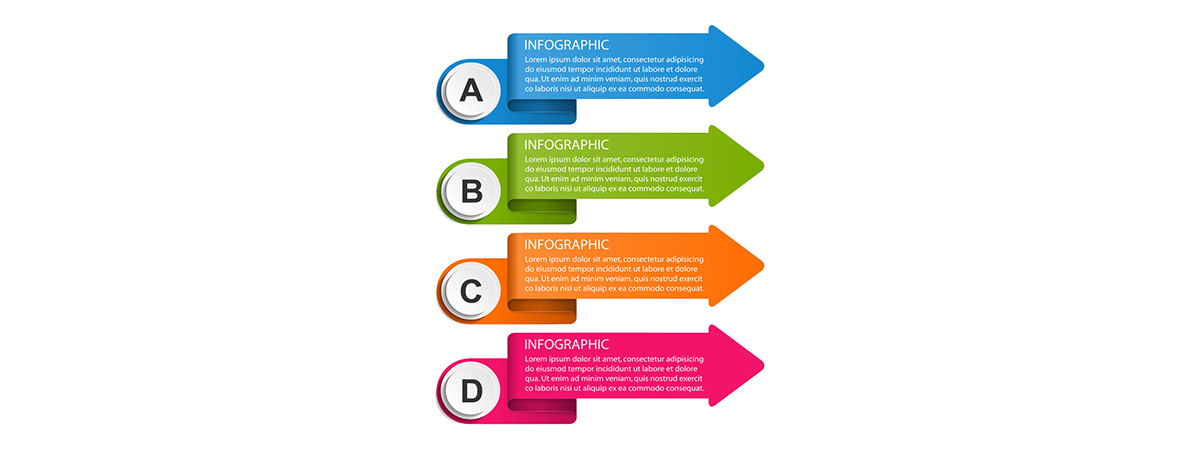 INFOGRAPHIC
Lorem ipsum dolor sit amet, consectetur adipisicing
do eiusmod tempor incididunt ut labore et dolore
qua. Ut enim ad minim veniam, quis nostrud exercit
co laboris nisi ut aliquip ex ea commodo consequat.
A
INFOGRAPHIC
Lorem ipsum dolor sit amet, consectetur adipisicing
do eiusmod tempor incididunt ut labore et dolore
qua. Ut enim ad minim veniam, quis nostrud exercit
co laboris nisi ut aliquip ex ea commodo consequat.
B
INFOGRAPHIC
Lorem ipsum dolor sit amet, consectetur adipisicing
do eiusmod tempor incididunt ut labore et dolore
qua. Ut enim ad minim veniam, quis nostrud exercit
co laboris nisi ut aliquip ex ea commodo consequat.
C
INFOGRAPHIC
Lorem ipsum dolor sit amet, consectetur adipisicing
do eiusmod tempor incididunt ut labore et dolore
qua. Ut enim ad minim veniam, quis nostrud exercit
co laboris nisi ut aliquip ex ea commodo consequat.
D